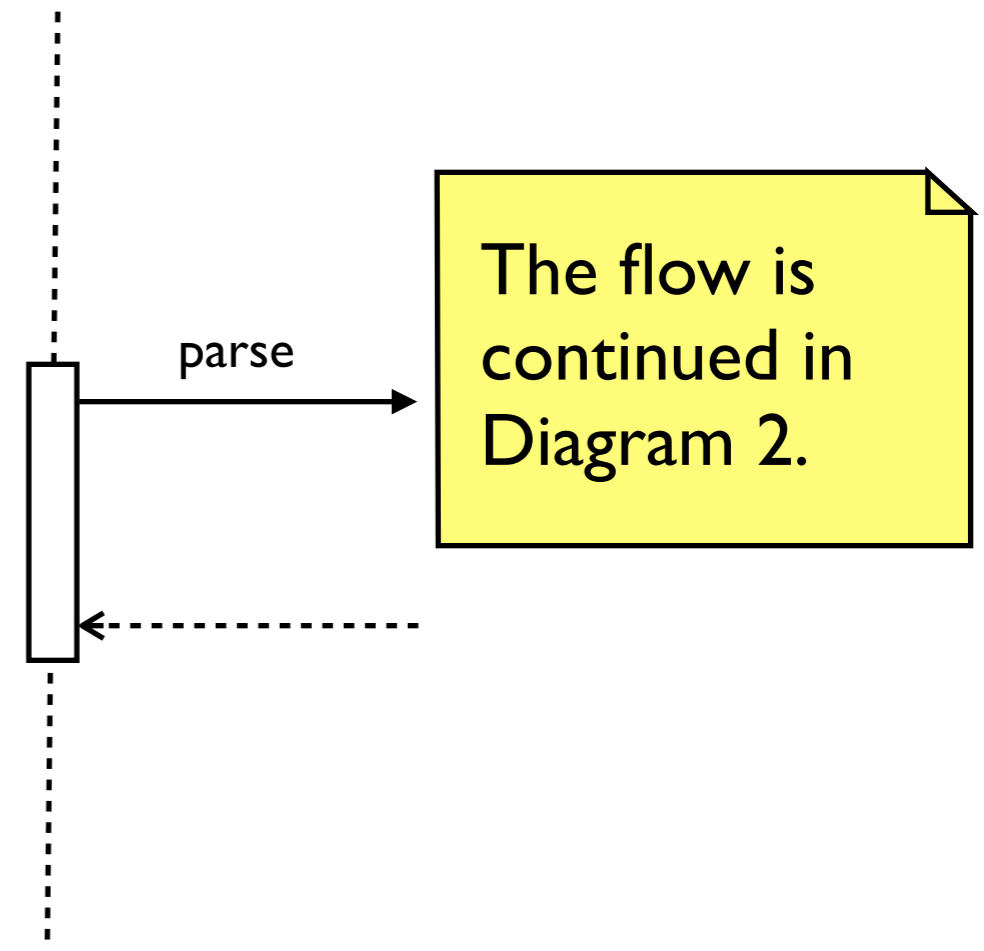 parse
The flow is
continued in
Diagram 2.